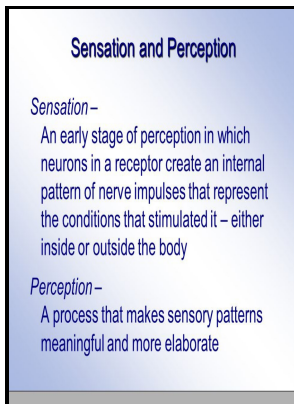 Sensation and Perception
Sensation –
An early stage of perception in which
neurons in a receptor create an internal
pattern of nerve impulses that represent
the conditions that stimulated it – either
inside or outside the body
Perception –
A process that makes sensory patterns
meaningful and more elaborate